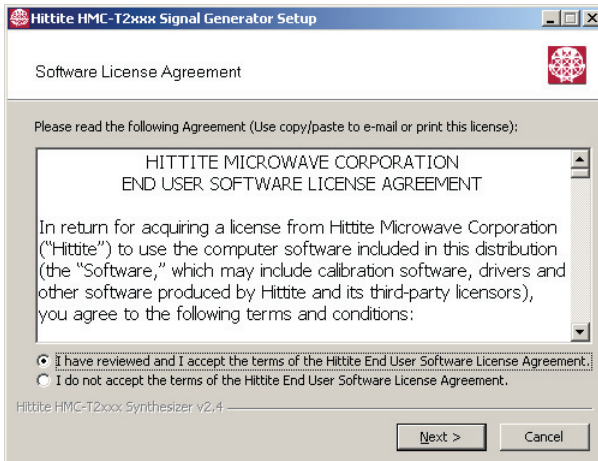 Hittite HMC-T2xxx Signal Generator Setup
Software License Agreement
Please read the following Agreement (Use copy/paste to e-mail or print this license):
HITTITE MICROWAVE CORPORATION
END USER SOFTWARE LICENSE AGREEMENT
In return for acquiring a license from Hittite Microwave Corporation
("Hittite") to use the computer software included in this distribution
(the "Software," which may include calibration software, drivers and
other software produced by Hittite and its third-party licensors),
you agree to the following terms and conditions:
I have reviewed and I accept the terms of the Hittite End User Software License Agreement.
I do not accept the terms of the Hittite End User Software License Agreement.
Hittite HMC-T2xxx Synthesizer v2.4
Next >
Cancel